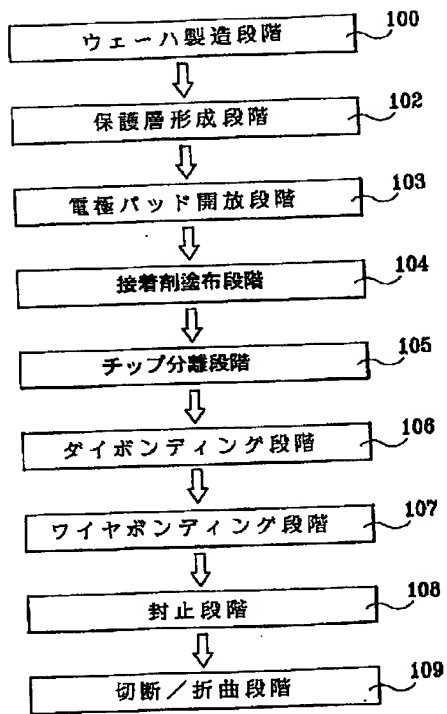 ウェーハ製造段階 100
保護層形成段階 102
電極パッド開放段階 103
接着剤塗布段階 104
チップ分離段階 105
ダイボンディング段階 106
ワイヤボンディング段階 107
封止段階 108
切断／折曲段階 109